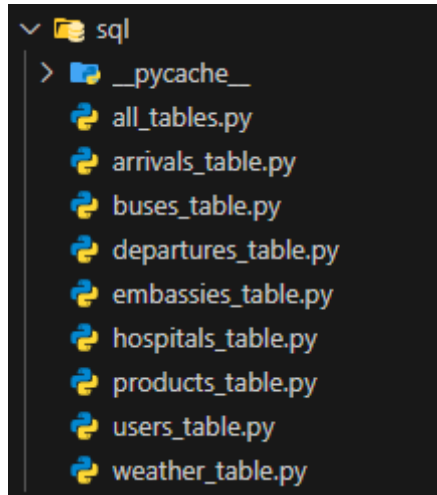 sql
__pycache__
all_tables.py
arrivals_table.py
buses_table.py
departures_table.py
embassies_table.py
hospitals_table.py
products_table.py
users_table.py
weather_table.py